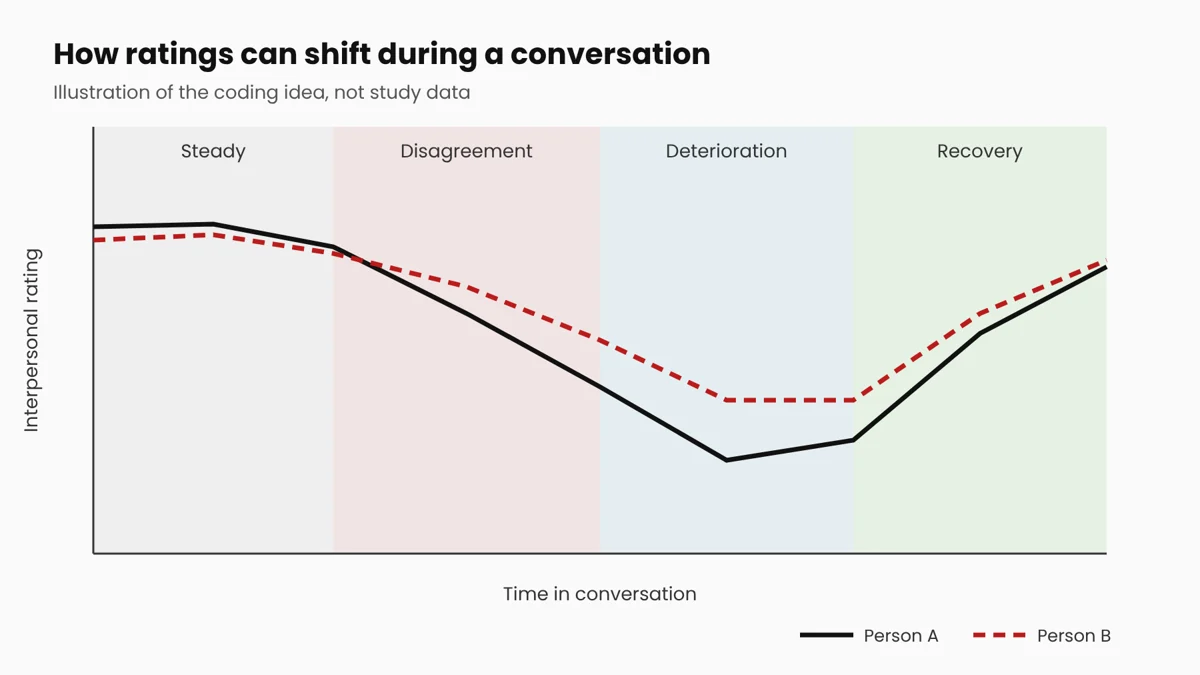 How ratings can shift during a conversation
Illustration of the coding idea, not study data
Steady
Disagreement
Deterioration
Recovery
Interpersonal rating
Time in conversation
Person A
Person B